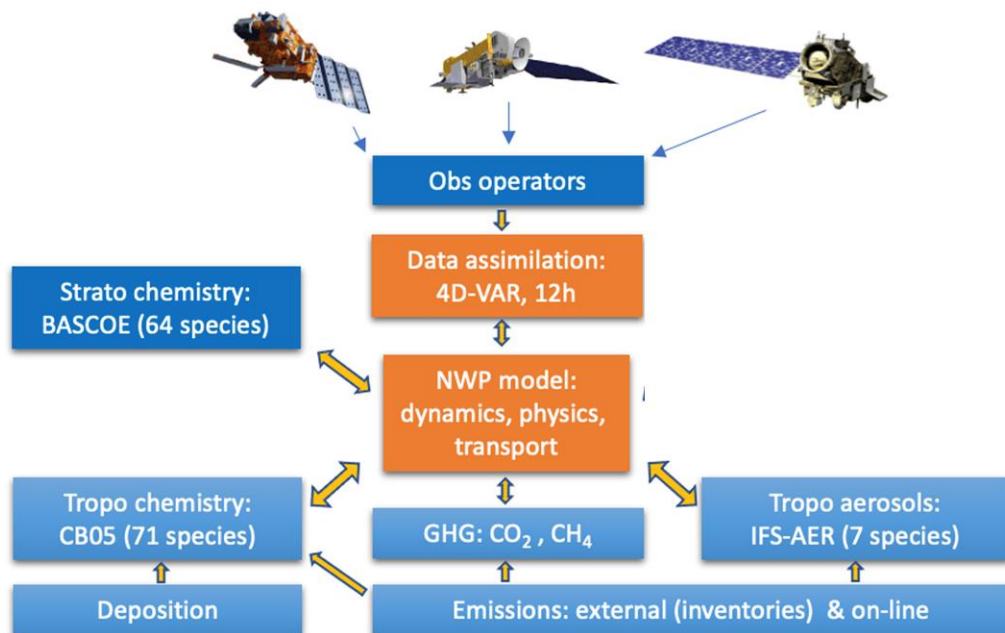 Obs operators
Data assimilation:
4D-VAR, 12h
Strato chemistry:
BASCOE (64 species)
NWP model:
dynamics, physics,
transport
Tropo chemistry:
CB05 (71 species)
GHG: CO₂ , CH₄
Tropo aerosols:
IFS-AER (7 species)
Deposition
Emissions: external (inventories) & on-line